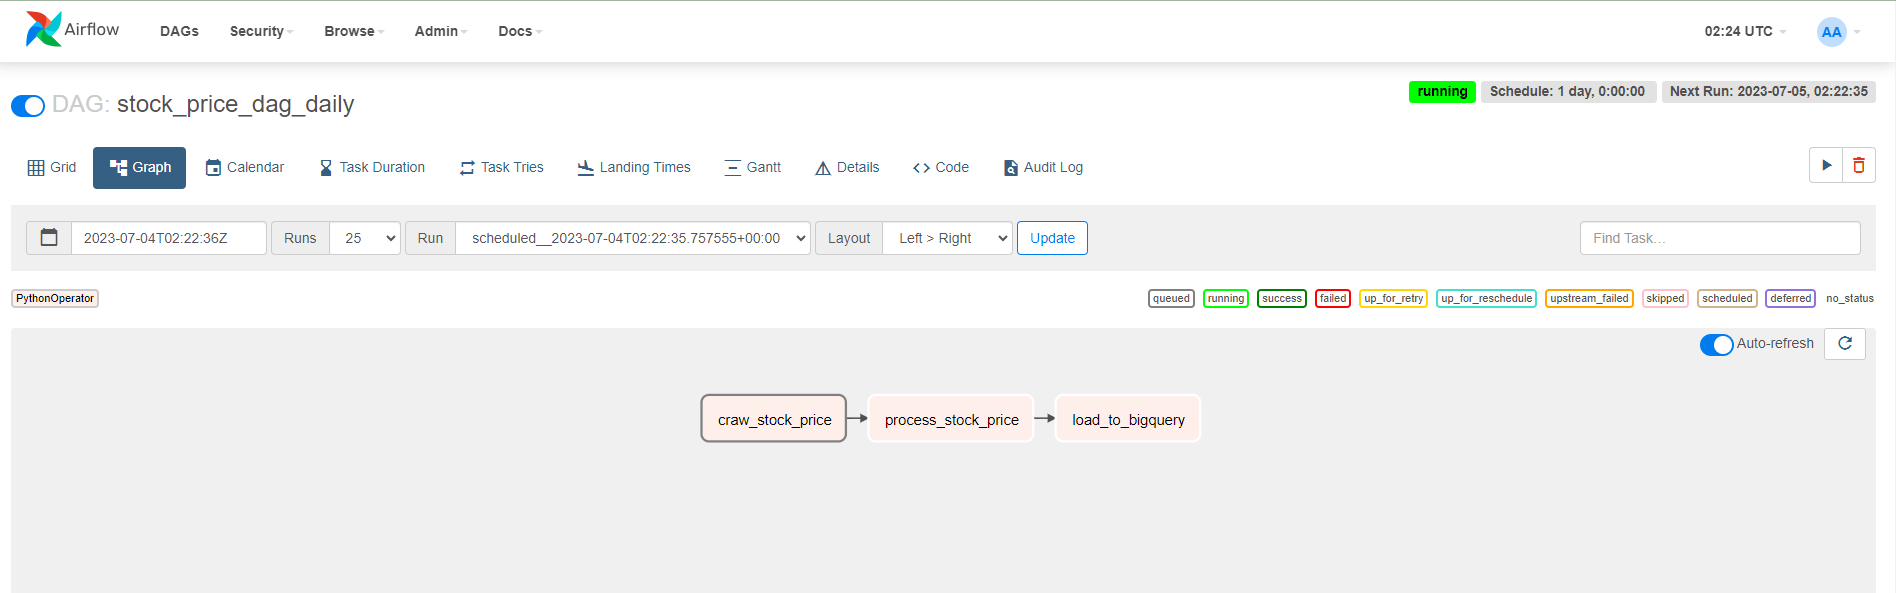 Airflow DAGs Security Browse Admin Docs 02:24 UTC AA
DAG: stock_price_dag_daily running Schedule: 1 day, 0:00:00 Next Run: 2023-07-05, 02:22:35
Grid Graph Calendar Task Duration Task Tries Landing Times Gantt Details Code Audit Log
2023-07-04T02:22:36Z Runs 25 Run scheduled__2023-07-04T02:22:35.757555+00:00 Layout Left > Right Update Find Task...
PythonOperator queued running success failed up_for_retry up_for_reschedule upstream_failed skipped scheduled deferred no_status
Auto-refresh
craw_stock_price process_stock_price load_to_bigquery